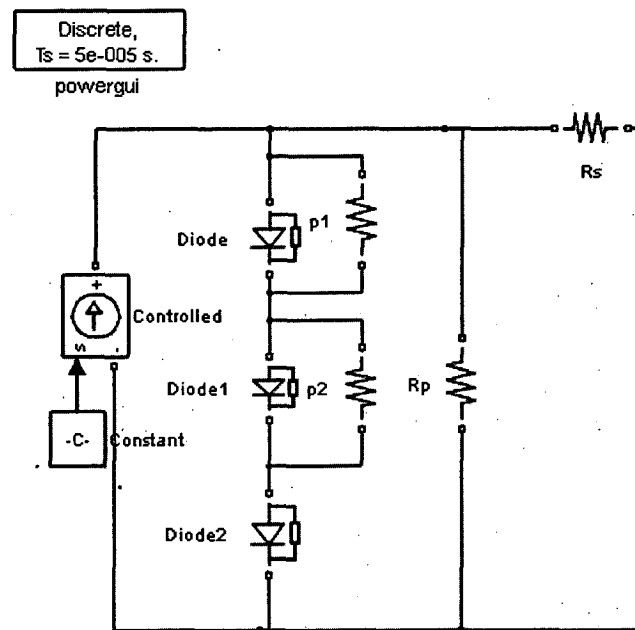 Discrete,
Ts = 5e-005 s.
powergui
Rs
p1
Diode
+
Controlled
s
-
Diode1
p2
Rp
-C-
Constant
Diode2